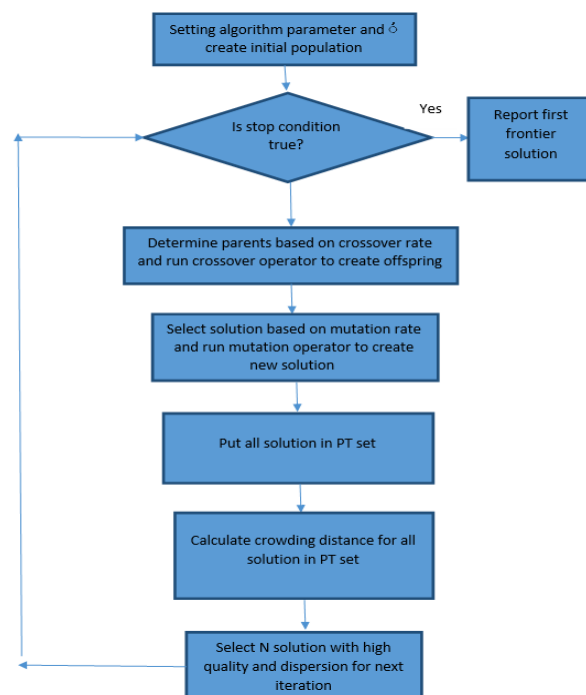 Setting algorithm parameter and
create initial population
Is stop condition
true?
Yes
Report first
frontier
solution
Determine parents based on crossover rate
and run crossover operator to create offspring
Select solution based on mutation rate
and run mutation operator to create
new solution
Put all solution in PT set
Calculate crowding distance for all
solution in PT set
Select N solution with high
quality and dispersion for next
iteration